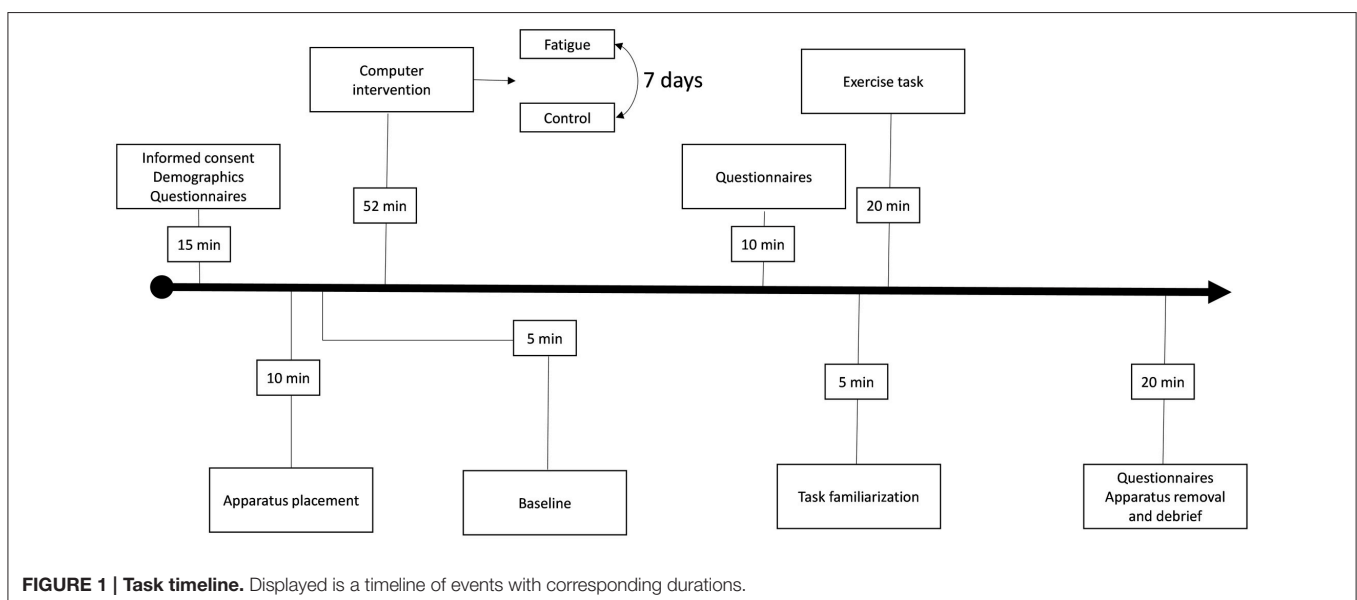 Fatigue
Computer
intervention
7 days
Control
Exercise task
Informed consent
Demographics
Questionnaires
Questionnaires
52 min
20 min
15 min
10 min
5 min
10 min
5 min
20 min
Apparatus placement
Baseline
Task familiarization
Questionnaires
Apparatus removal
and debrief
FIGURE 1 | Task timeline. Displayed is a timeline of events with corresponding durations.